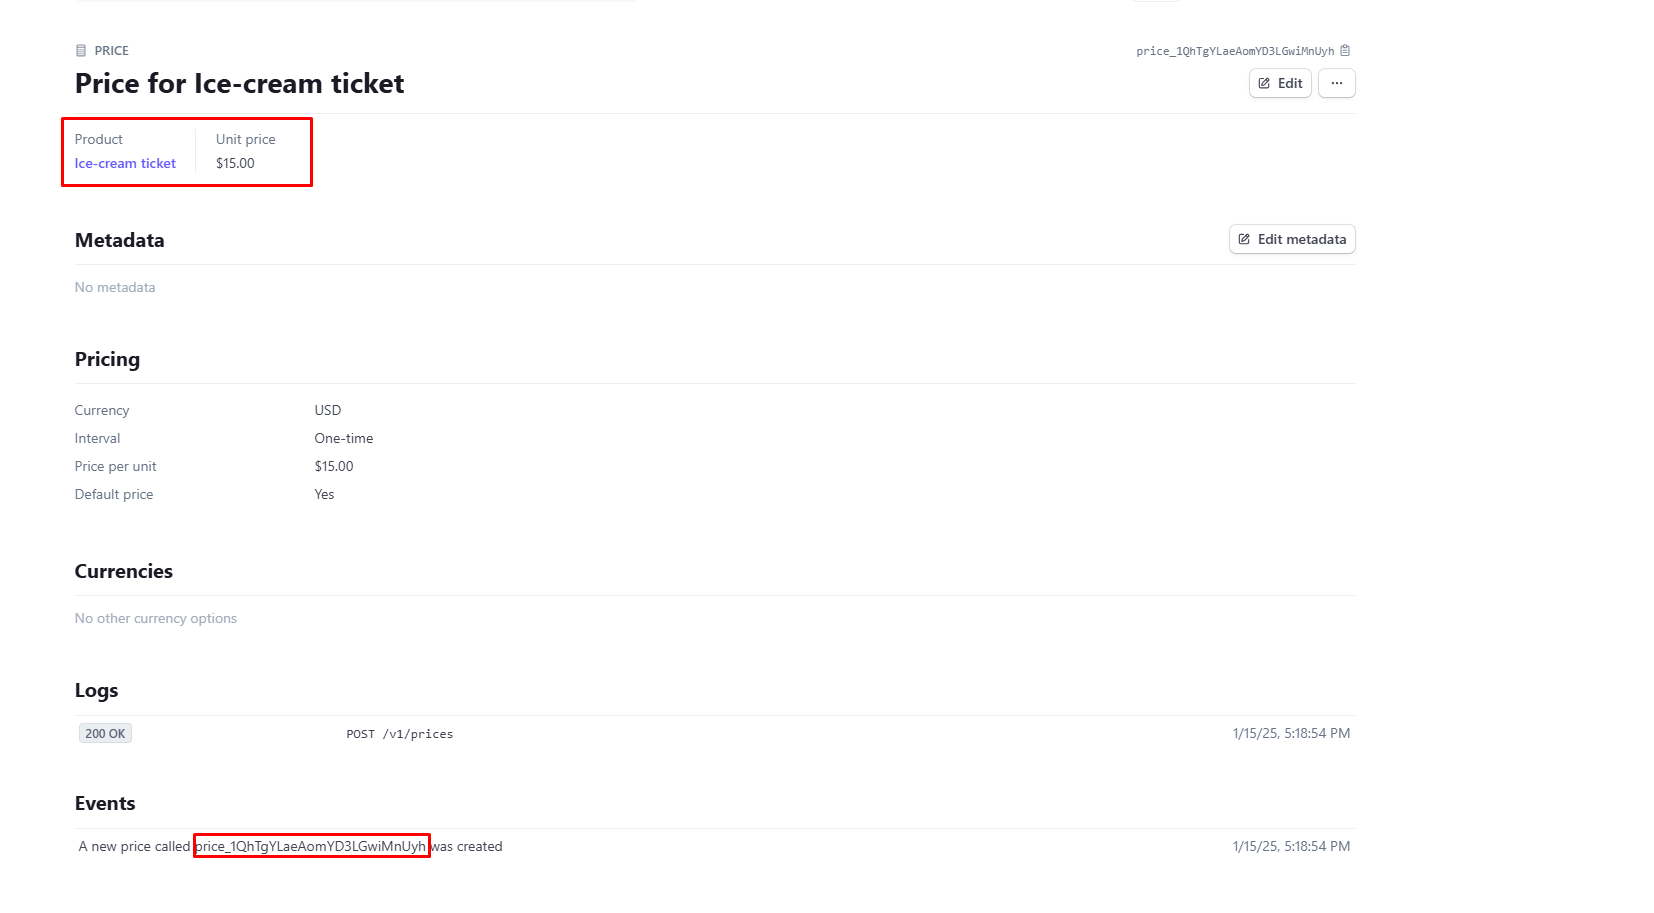 PRICE
price_1QhTgYLaeAomYD3LGwiMnUyh
Price for Ice-cream ticket
Edit
...
Product Unit price
Ice-cream ticket $15.00
Metadata
Edit metadata
No metadata
Pricing
Currency USD
Interval One-time
Price per unit $15.00
Default price Yes
Currencies
No other currency options
Logs
200 OK POST /v1/prices 1/15/25, 5:18:54 PM
Events
A new price called price_1QhTgYLaeAomYD3LGwiMnUyh was created 1/15/25, 5:18:54 PM